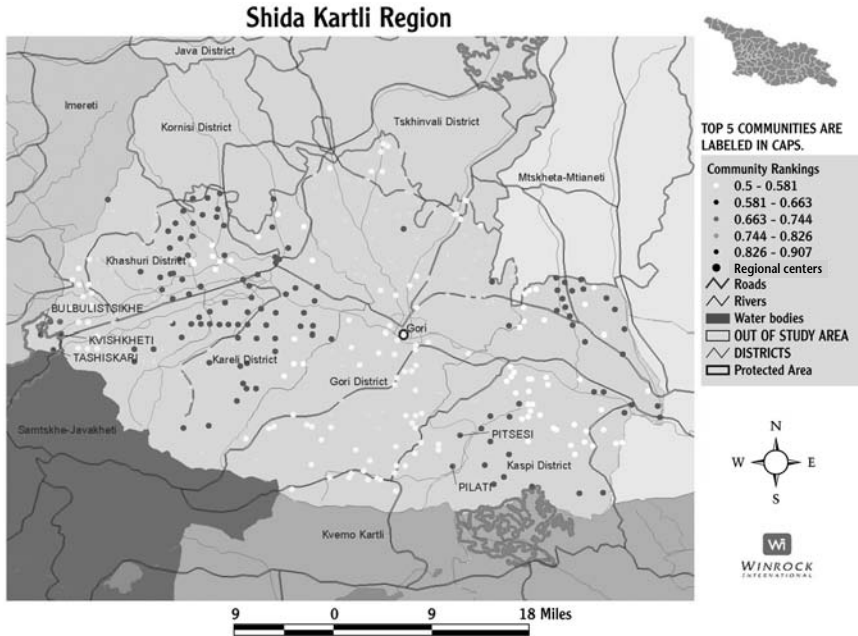 Shida Kartli Region
Java District
Imereti
Kornisi District
Tskhinvali District
Mtskheta-Mtianeti
Khashuri District
BULBULISTSIKHE
KVISHKHETI
TASHISKARI
Kareli District
Gori
Gori District
Samtskhe-Javakheti
PITSESI
Kaspi District
PILATI
Kvemo Kartli
TOP 5 COMMUNITIES ARE
LABELED IN CAPS.
Community Rankings
0.5 - 0.581
0.581 - 0.663
0.663 - 0.744
0.744 - 0.826
0.826 - 0.907
Regional centers
Roads
Rivers
Water bodies
OUT OF STUDY AREA
DISTRICTS
Protected Area
N
W E
S
Wi
WINROCK
INTERNATIONAL
9 0 9 18 Miles